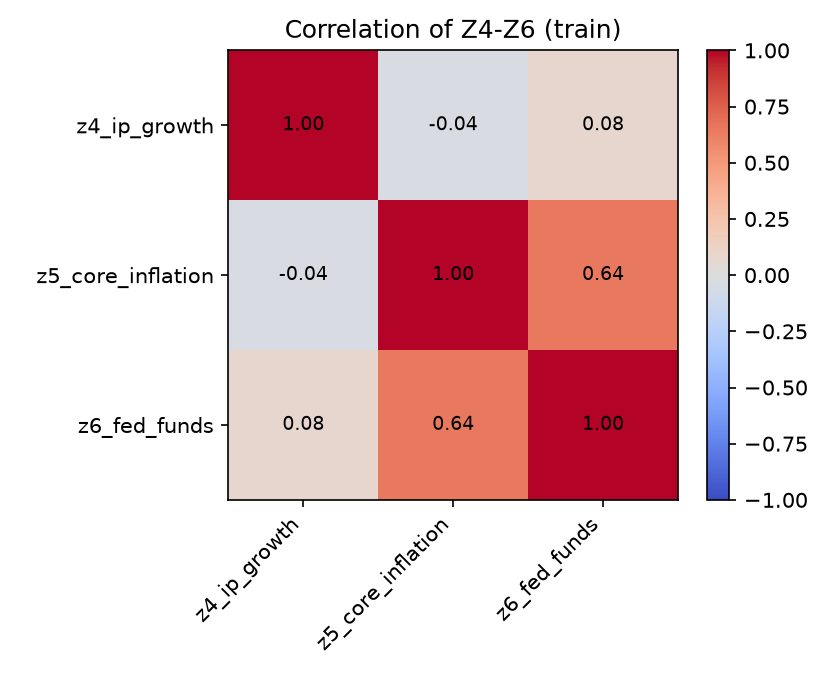 Correlation of Z4-Z6 (train)
z4_ip_growth 1.00 -0.04 0.08
z5_core_inflation -0.04 1.00 0.64
z6_fed_funds 0.08 0.64 1.00
z4_ip_growth
z5_core_inflation
z6_fed_funds
1.00
0.75
0.50
0.25
0.00
−0.25
−0.50
−0.75
−1.00